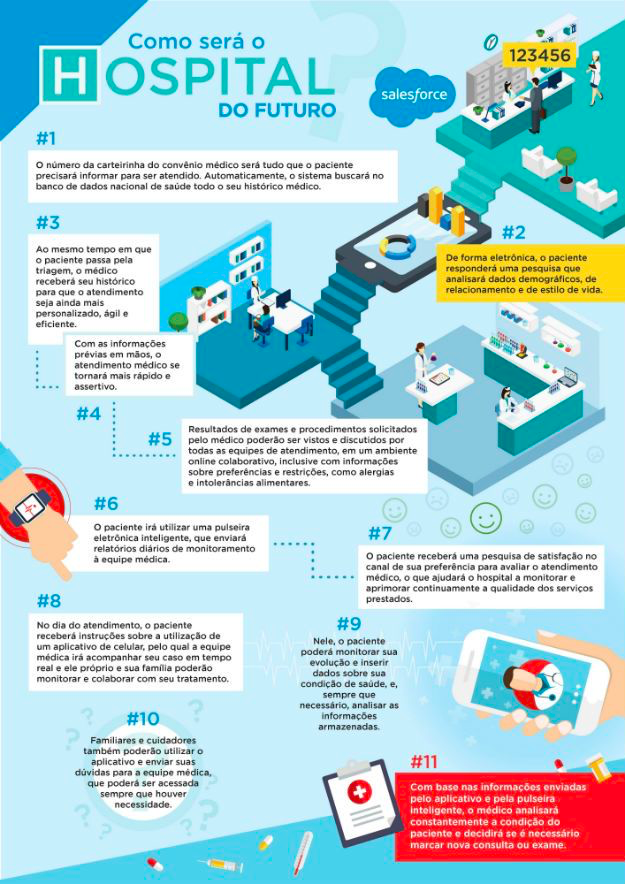 Como será o
HOSPITAL
DO FUTURO
salesforce
123456
#1
O número da carteirinha do convênio médico será tudo que o paciente
precisará informar para ser atendido. Automaticamente, o sistema buscará no
banco de dados nacional de saúde todo o seu histórico médico.
#2
De forma eletrônica, o paciente
responderá uma pesquisa que
analisará dados demográficos, de
relacionamento e de estilo de vida.
#3
Ao mesmo tempo em que
o paciente passa pela
triagem, o médico
receberá seu histórico
para que o atendimento
seja ainda mais
personalizado, ágil e
eficiente.
Com as informações
prévias em mãos, o
atendimento médico se
tornará mais rápido e
assertivo.
#4
#5
Resultados de exames e procedimentos solicitados
pelo médico poderão ser vistos e discutidos por
todas as equipes de atendimento, em um ambiente
online colaborativo, inclusive com informações
sobre preferências e restrições, como alergias
e intolerâncias alimentares.
#6
O paciente irá utilizar uma pulseira
eletrônica inteligente, que enviará
relatórios diários de monitoramento
à equipe médica.
#7
O paciente receberá uma pesquisa de satisfação no
canal de sua preferência para avaliar o atendimento
médico, o que ajudará o hospital a monitorar e
aprimorar continuamente a qualidade dos serviços
prestados.
#8
No dia do atendimento, o paciente
receberá instruções sobre a utilização de
um aplicativo de celular, pelo qual a equipe
médica irá acompanhar seu caso em tempo
real e ele próprio e sua família poderão
monitorar e colaborar com seu tratamento.
#9
Nele, o paciente
poderá monitorar sua
evolução e inserir
dados sobre sua
condição de saúde, e,
sempre que
necessário, analisar as
informações
armazenadas.
#10
Familiares e cuidadores
também poderão utilizar o
aplicativo e enviar suas
dúvidas para a equipe médica,
que poderá ser acessada
sempre que houver
necessidade.
#11
Com base nas informações enviadas
pelo aplicativo e pela pulseira
inteligente, o médico analisará
constantemente a condição do
paciente e decidirá se é necessário
marcar nova consulta ou exame.